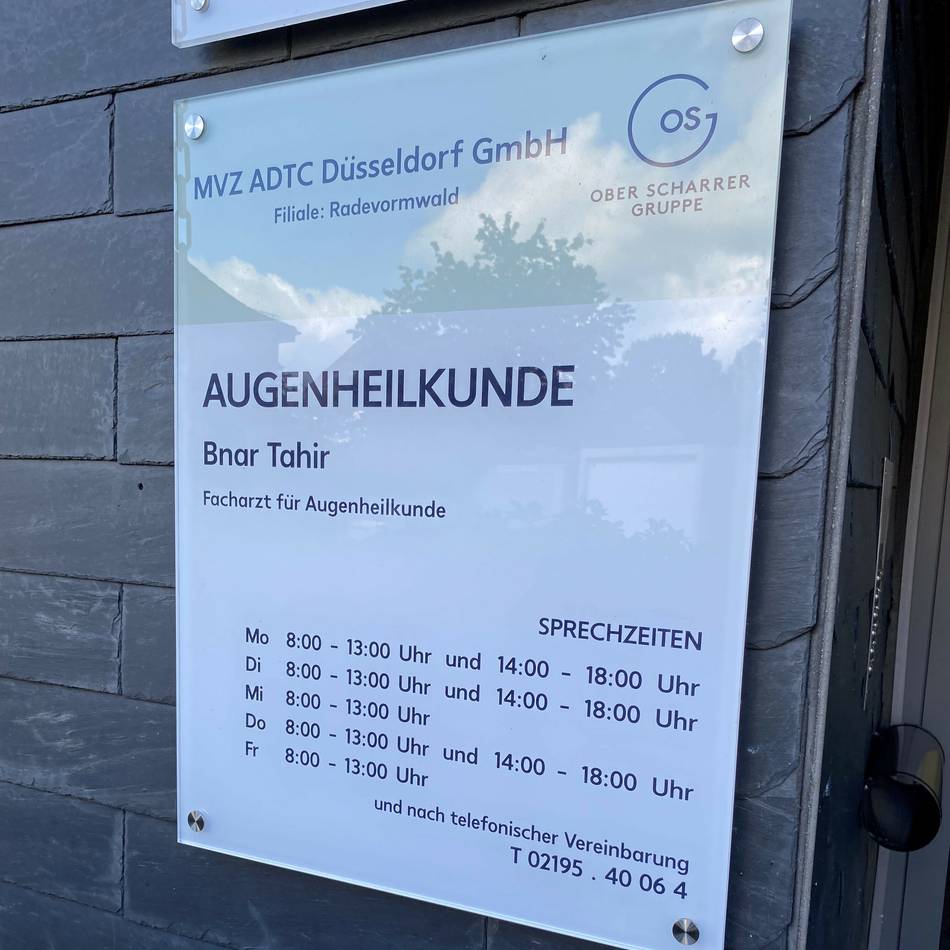 MVZ ADTC Düsseldorf GmbH
Filiale: Radevormwald
OS
OBER SCHARRER
GRUPPE
AUGENHEILKUNDE
Bnar Tahir
Facharzt für Augenheilkunde
SPRECHZEITEN
Mo 8:00 - 13:00 Uhr und 14:00 - 18:00 Uhr
Di 8:00 - 13:00 Uhr und 14:00 - 18:00 Uhr
Mi 8:00 - 13:00 Uhr
Do 8:00 - 13:00 Uhr und 14:00 - 18:00 Uhr
Fr 8:00 - 13:00 Uhr
und nach telefonischer Vereinbarung
T 02195 . 40 06 4